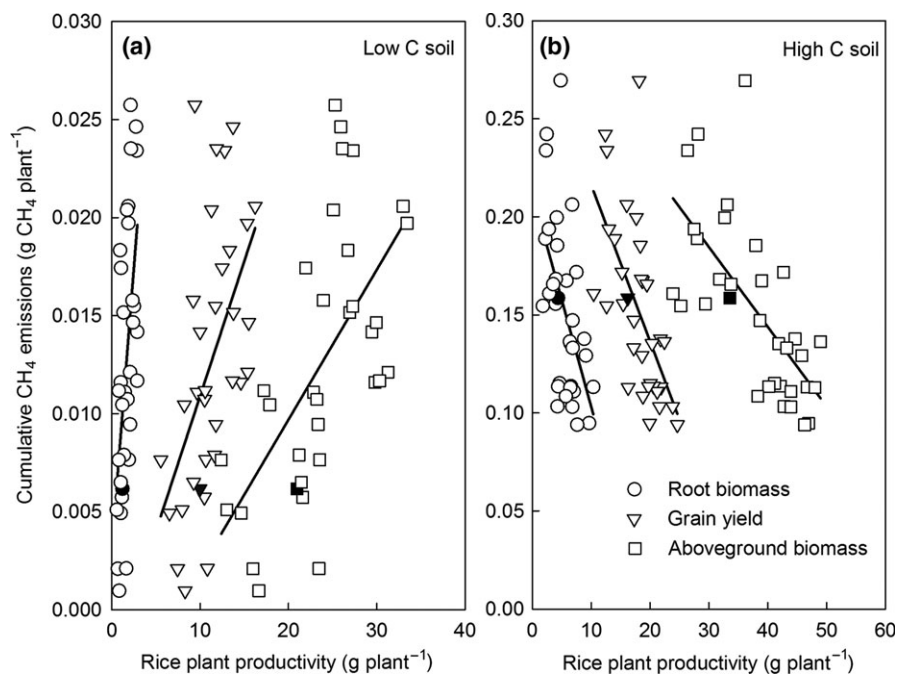 (a)
Low C soil
(b)
High C soil
Cumulative CH₄ emissions (g CH₄ plant⁻¹)
0.030
0.025
0.020
0.015
0.010
0.005
0.000
0.30
0.25
0.20
0.15
0.10
0.05
0.00
Root biomass
Grain yield
Aboveground biomass
0 10 20 30 40
0 10 20 30 40 50 60
Rice plant productivity (g plant⁻¹)
Rice plant productivity (g plant⁻¹)